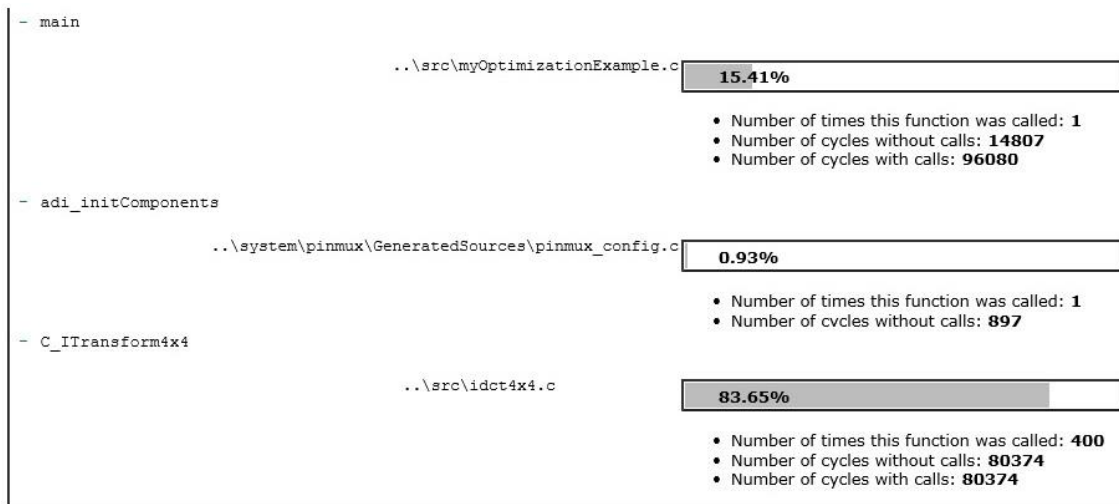 - main
..\src\myOptimizationExample.c
15.41%
• Number of times this function was called: 1
• Number of cycles without calls: 14807
• Number of cycles with calls: 96080
- adi_initComponents
..\system\pinmux\GeneratedSources\pinmux_config.c
0.93%
• Number of times this function was called: 1
• Number of cycles without calls: 897
- C_ITransform4x4
..\src\idct4x4.c
83.65%
• Number of times this function was called: 400
• Number of cycles without calls: 80374
• Number of cycles with calls: 80374